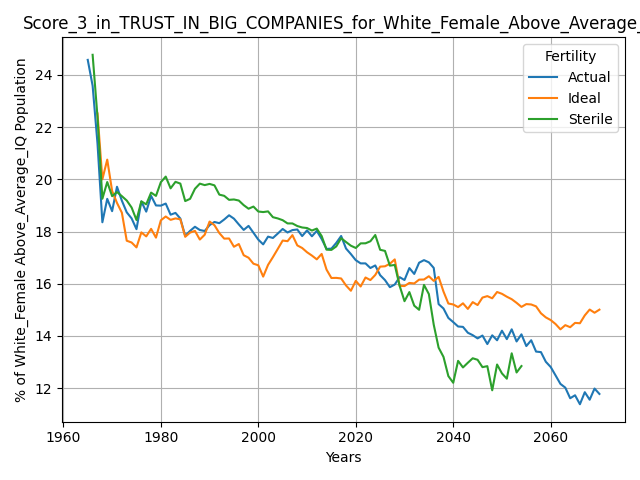 Score_3_in_TRUST_IN_BIG_COMPANIES_for_White_Female_Above_Average_
Fertility
Actual
Ideal
Sterile
% of White_Female Above_Average_IQ Population
24
22
20
18
16
14
12
1960
1980
2000
2020
2040
2060
Years